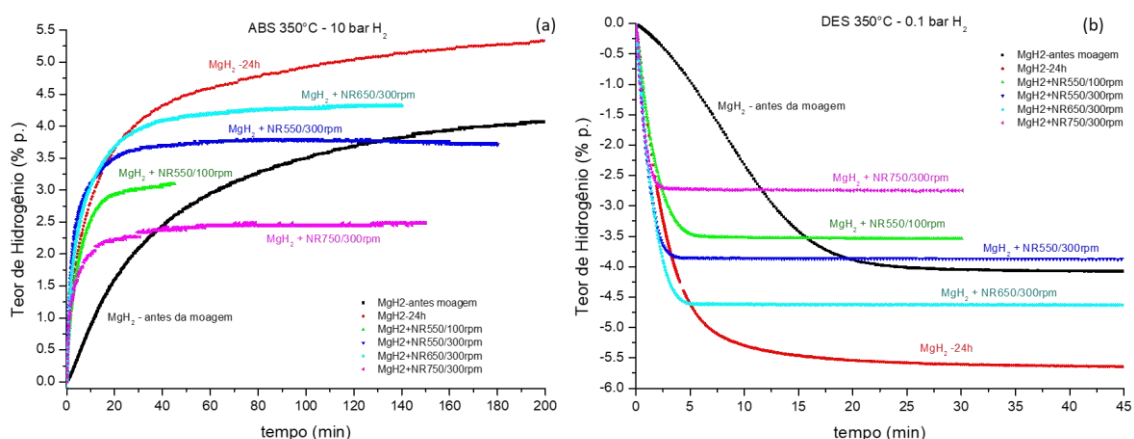 ABS 350°C - 10 bar H2
(a)
Teor de Hidrogênio (% p.)
5.5
5.0
4.5
4.0
3.5
3.0
2.5
2.0
1.5
1.0
0.5
0.0
MgH2 -24h
MgH2 + NR650/300rpm
MgH2 + NR550/300rpm
MgH2 + NR550/100rpm
MgH2 + NR750/300rpm
MgH2 - antes da moagem
MgH2-antes moagem
MgH2-24h
MgH2+NR550/100rpm
MgH2+NR550/300rpm
MgH2+NR650/300rpm
MgH2+NR750/300rpm
0 20 40 60 80 100 120 140 160 180 200
tempo (min)
DES 350°C - 0.1 bar H2
(b)
Teor de Hidrogênio (% p.)
0.0
-0.5
-1.0
-1.5
-2.0
-2.5
-3.0
-3.5
-4.0
-4.5
-5.0
-5.5
-6.0
MgH2-antes moagem
MgH2-24h
MgH2+NR550/100rpm
MgH2+NR550/300rpm
MgH2+NR650/300rpm
MgH2+NR750/300rpm
MgH2 - antes da moagem
MgH2 + NR750/300rpm
MgH2 + NR550/100rpm
MgH2 + NR550/300rpm
MgH2 + NR650/300rpm
MgH2 -24h
0 5 10 15 20 25 30 35 40 45
tempo (min)